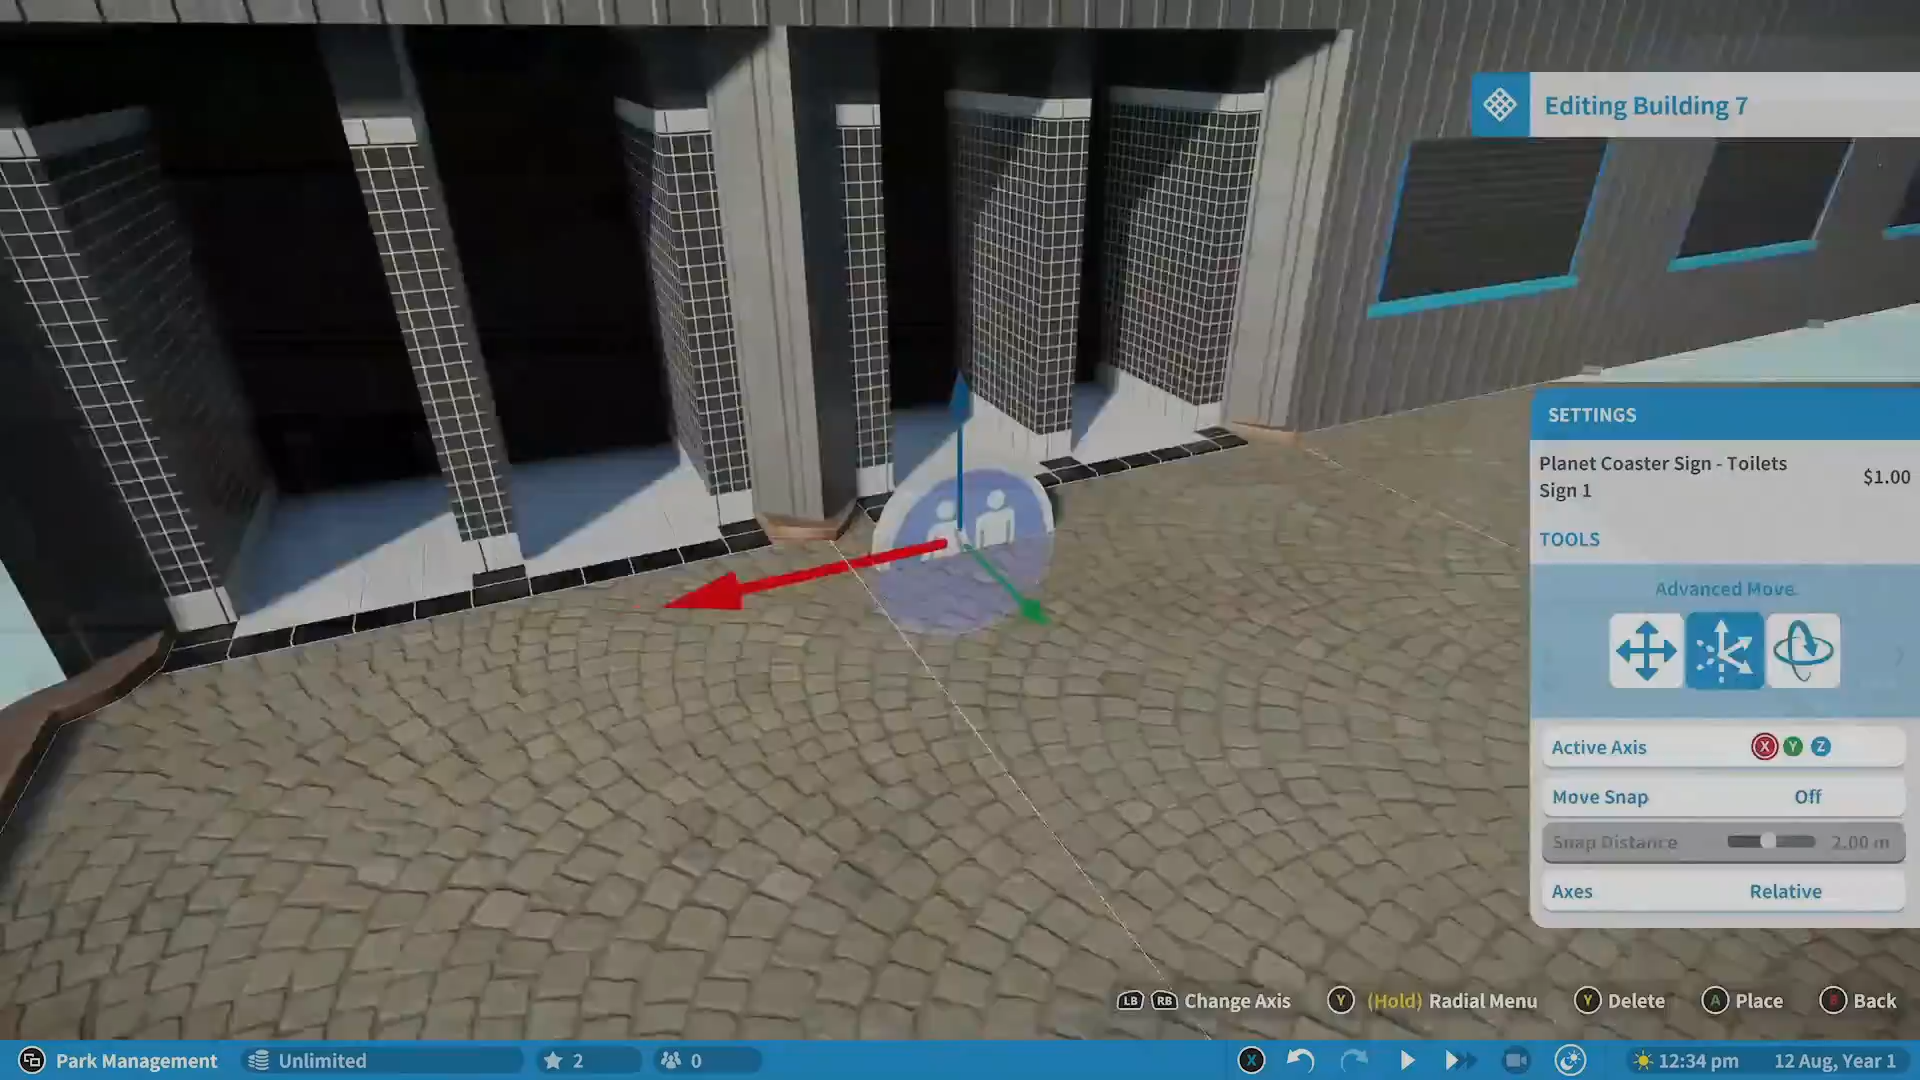 Editing Building 7
SETTINGS
Planet Coaster Sign - Toilets
Sign 1
$1.00
TOOLS
Advanced Move
Active Axis X Y Z
Move Snap Off
Snap Distance 2.00 m
Axes Relative
LB RB Change Axis Y (Hold) Radial Menu Y Delete A Place B Back
Park Management Unlimited 2 0 X 12:34 pm 12 Aug, Year 1